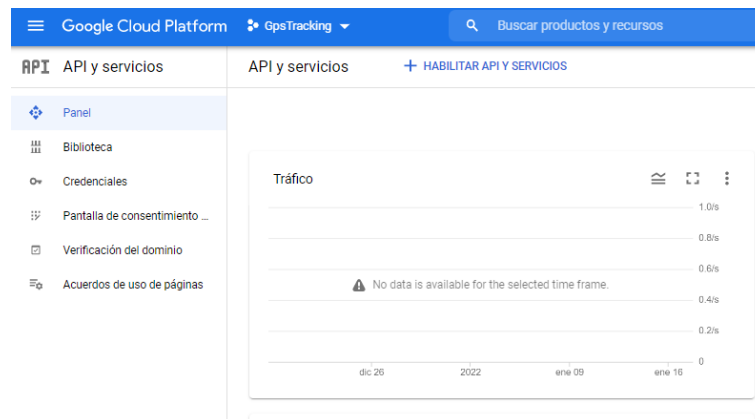 Google Cloud Platform GpsTracking Buscar productos y recursos
API API y servicios
API y servicios + HABILITAR API Y SERVICIOS
Panel
Biblioteca
Credenciales
Pantalla de consentimiento ...
Verificación del dominio
Acuerdos de uso de páginas
Tráfico
1.0/s
0.8/s
0.6/s
No data is available for the selected time frame.
0.4/s
0.2/s
0
dic 26 2022 ene 09 ene 16